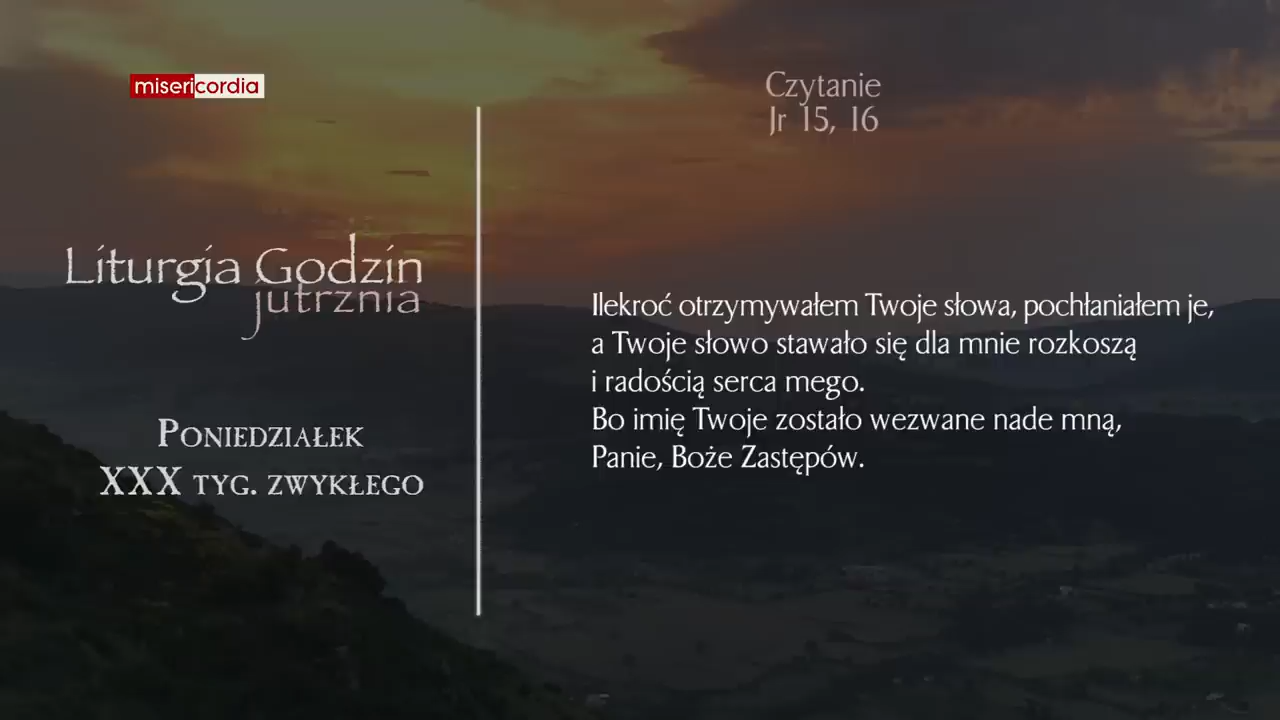 misericordia
Liturgia Godzin
jutrznia
Poniedziałek
XXX tyg. zwykłego
Czytanie
Jr 15, 16
Ilekroć otrzymywałem Twoje słowa, pochłaniałem je,
a Twoje słowo stawało się dla mnie rozkoszą
i radością serca mego.
Bo imię Twoje zostało wezwane nade mną,
Panie, Boże Zastępów.